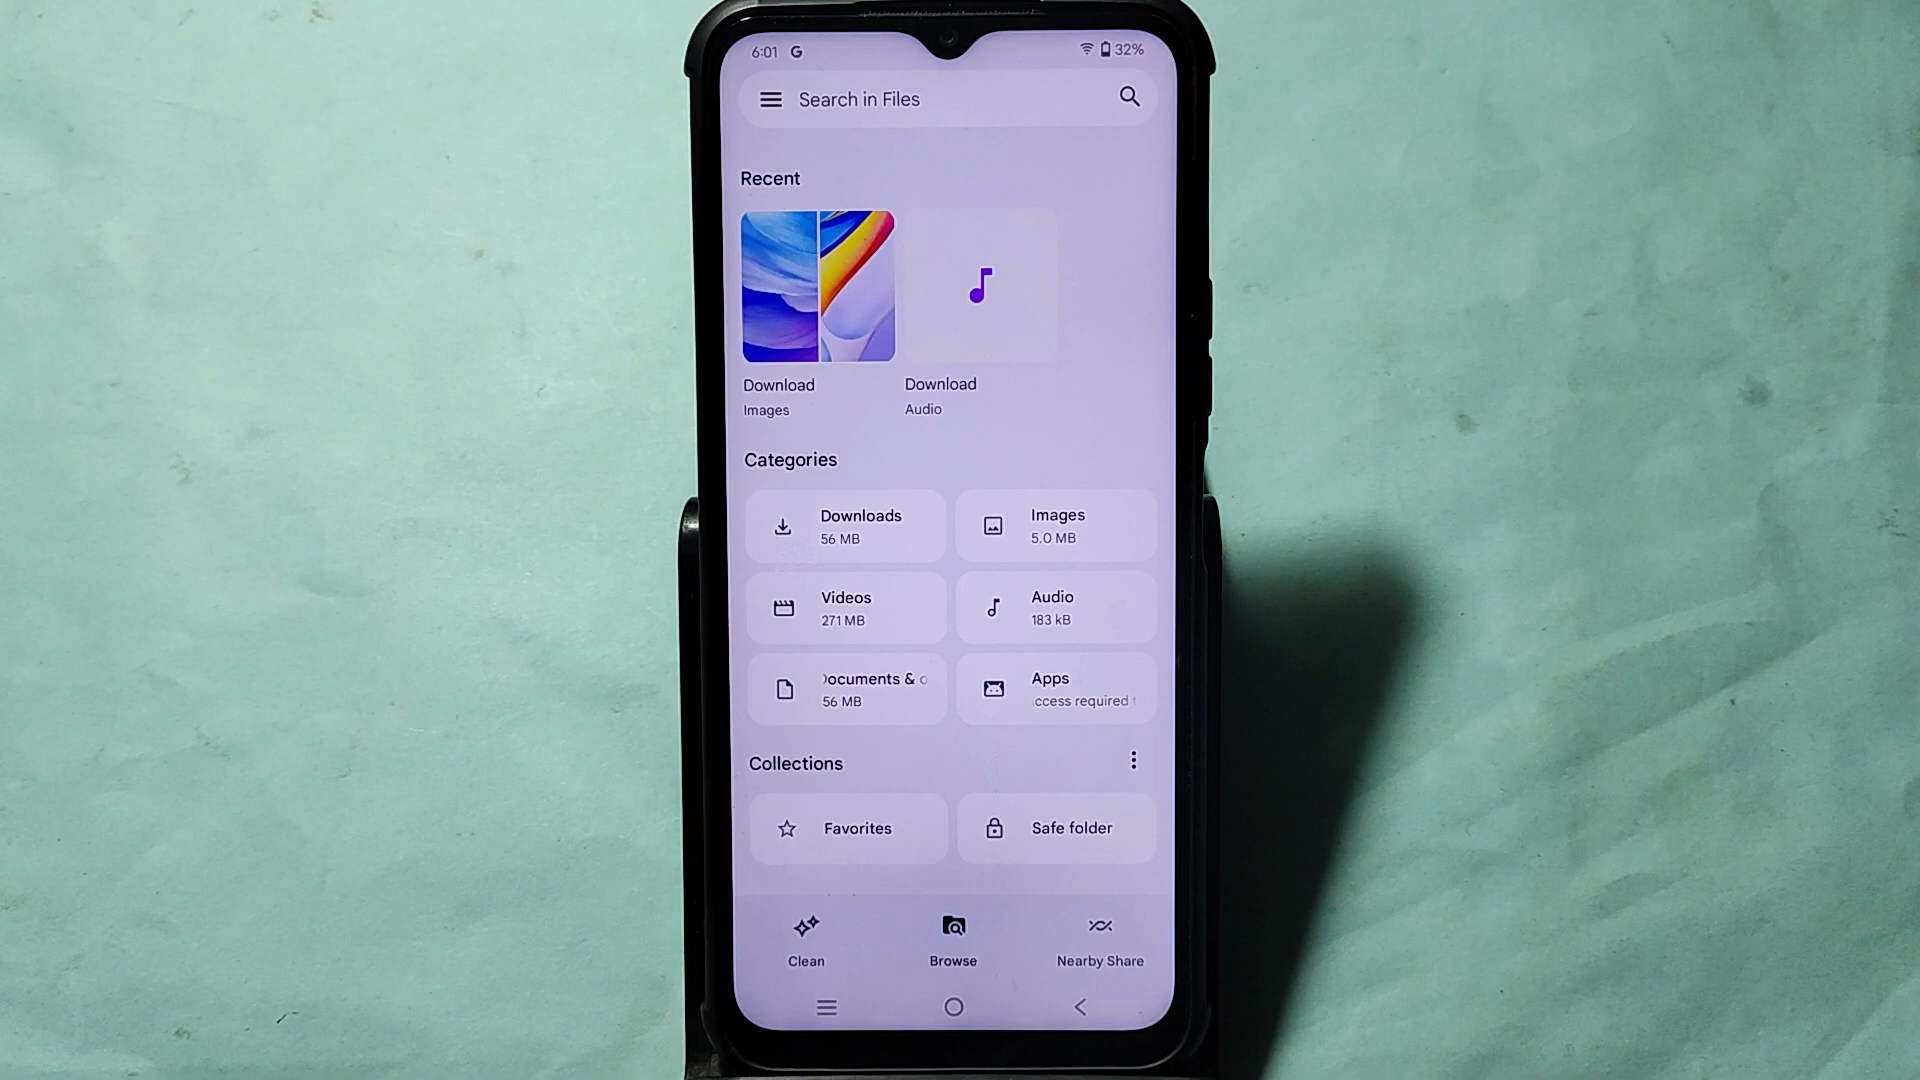 6:01 G 32%
Search in Files
Recent
Download
Images
Download
Audio
Categories
Downloads
56 MB
Images
5.0 MB
Videos
271 MB
Audio
183 kB
ocuments & o
56 MB
Apps
ccess required t
Collections
Favorites
Safe folder
Clean
Browse
Nearby Share